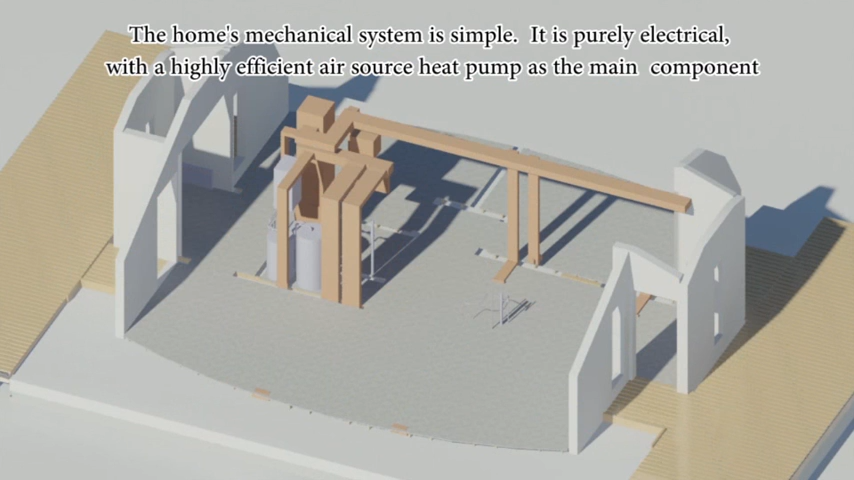 The home's mechanical system is simple.  It is purely electrical,
with a highly efficient air source heat pump as the main  component